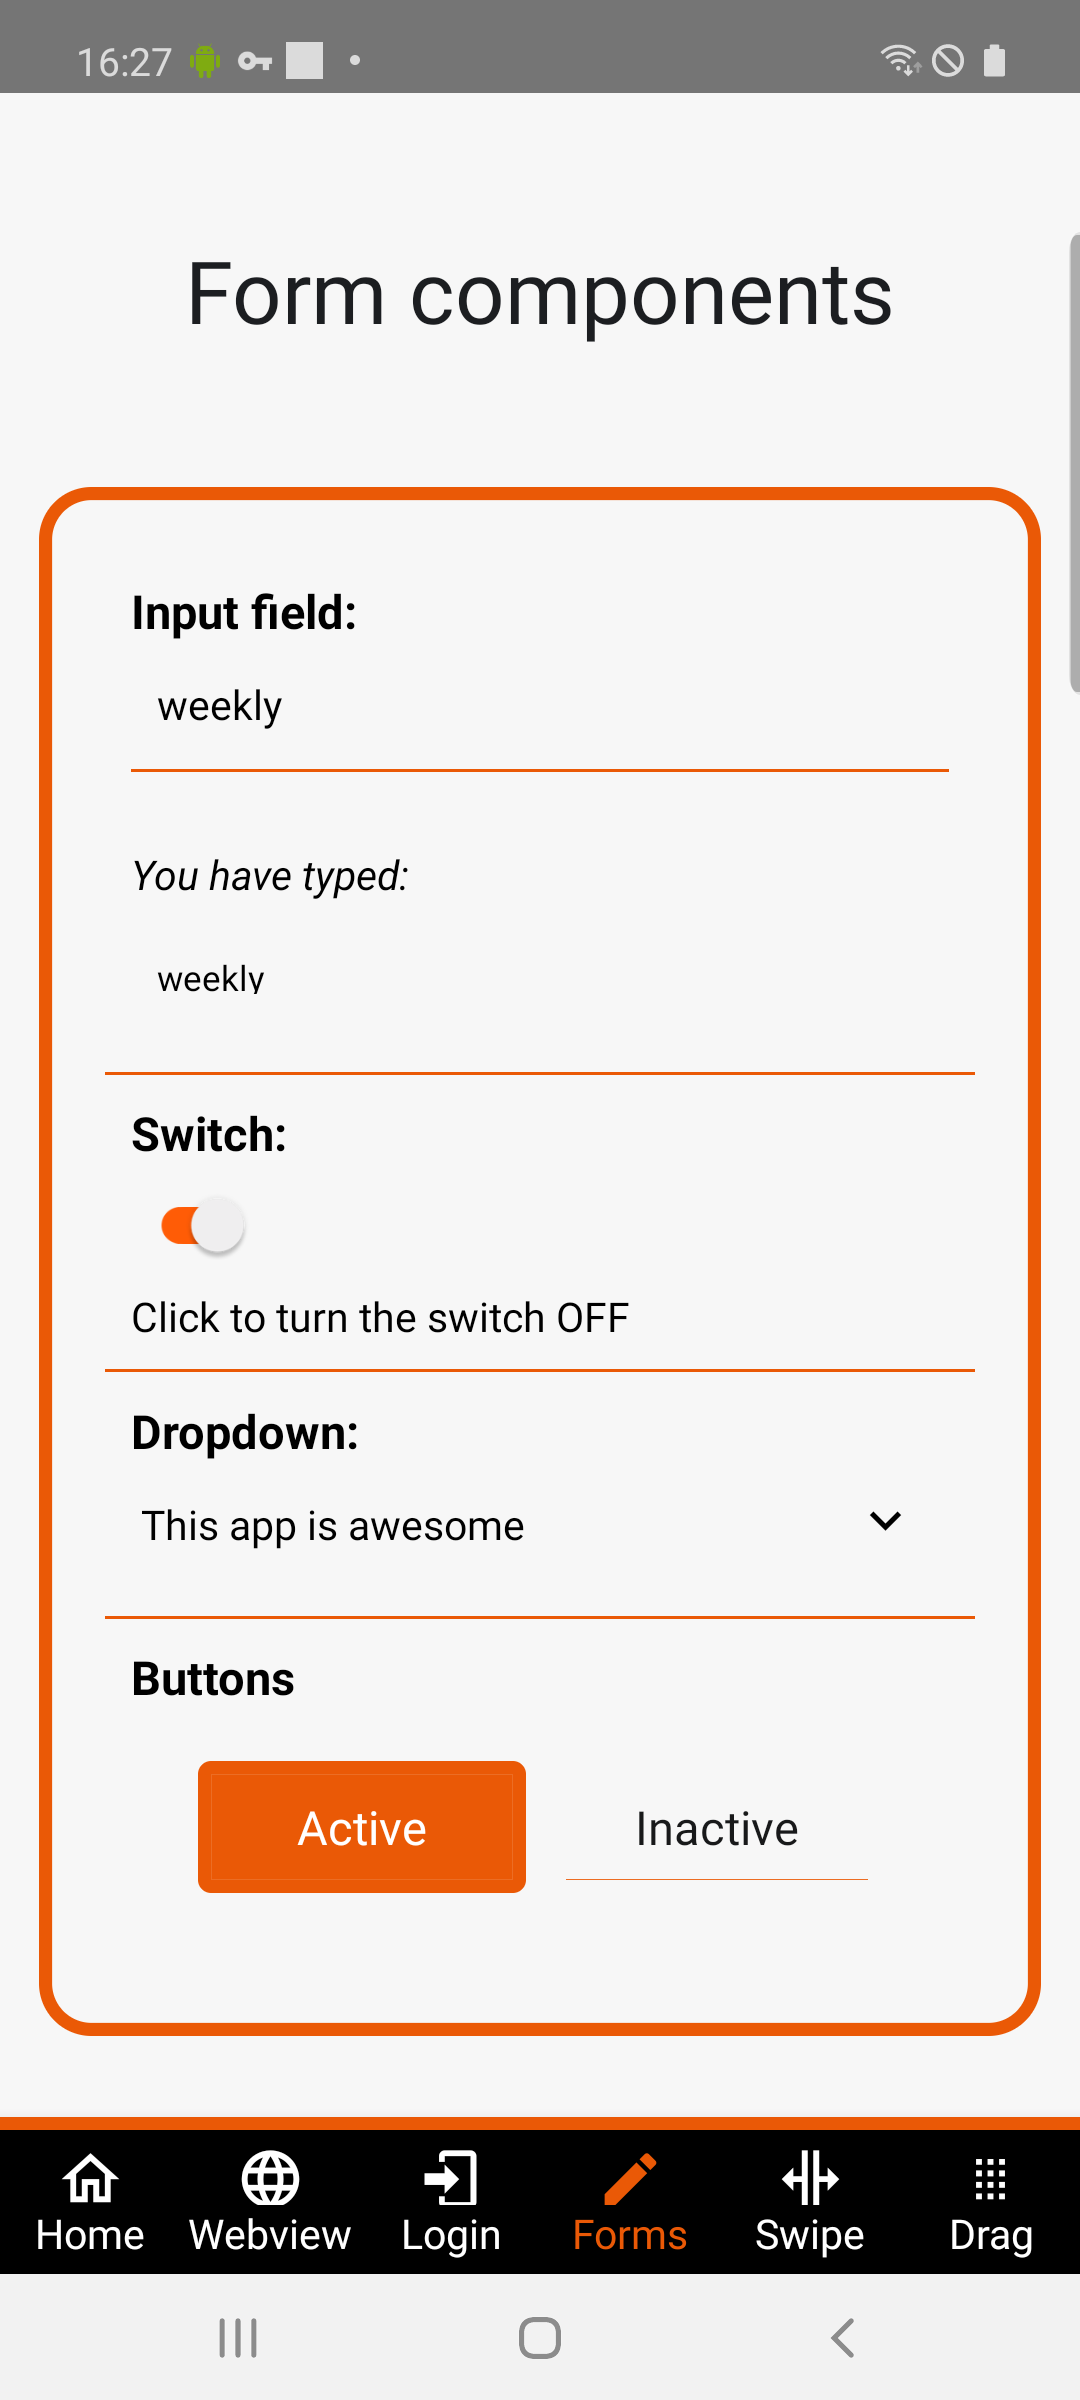 16:27
Form components
Input field:
weekly
You have typed:
weekly
Switch:
Click to turn the switch OFF
Dropdown:
This app is awesome
Buttons
Active Inactive
Home Webview Login Forms Swipe Drag